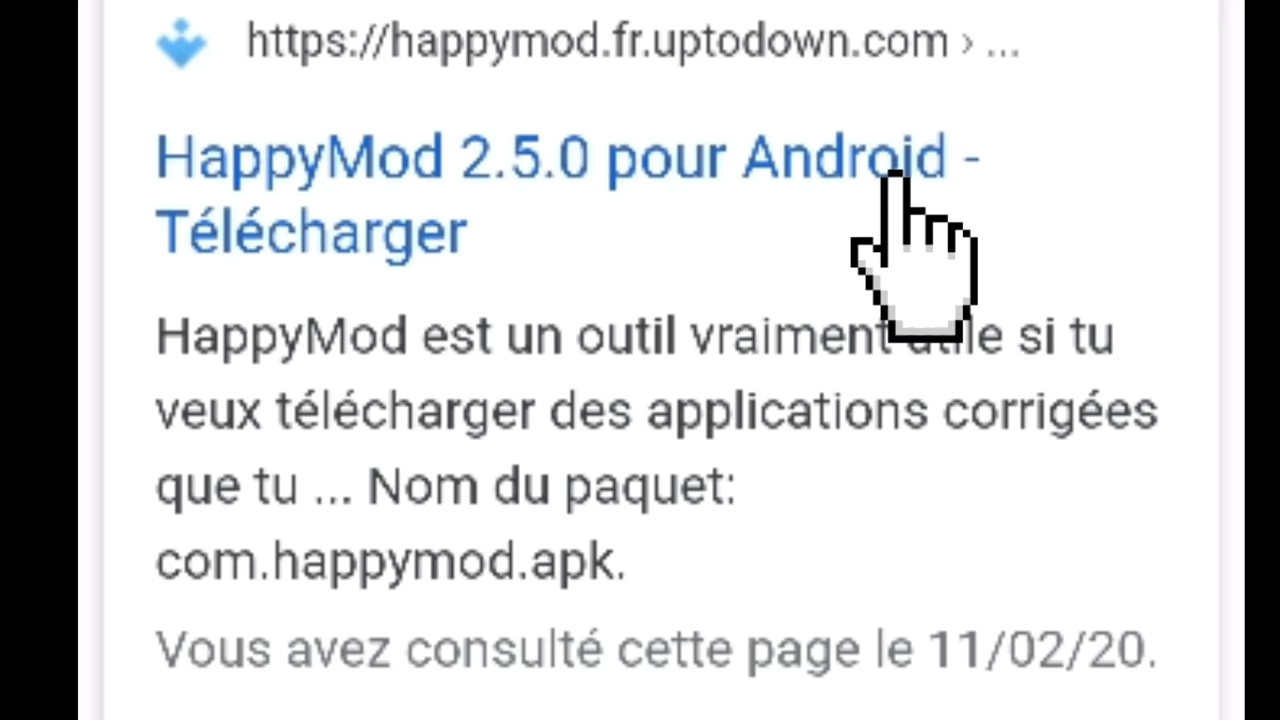 https://happymod.fr.uptodown.com › ...
HappyMod 2.5.0 pour Android -
Télécharger
HappyMod est un outil vraiment utile si tu
veux télécharger des applications corrigées
que tu ... Nom du paquet:
com.happymod.apk.
Vous avez consulté cette page le 11/02/20.